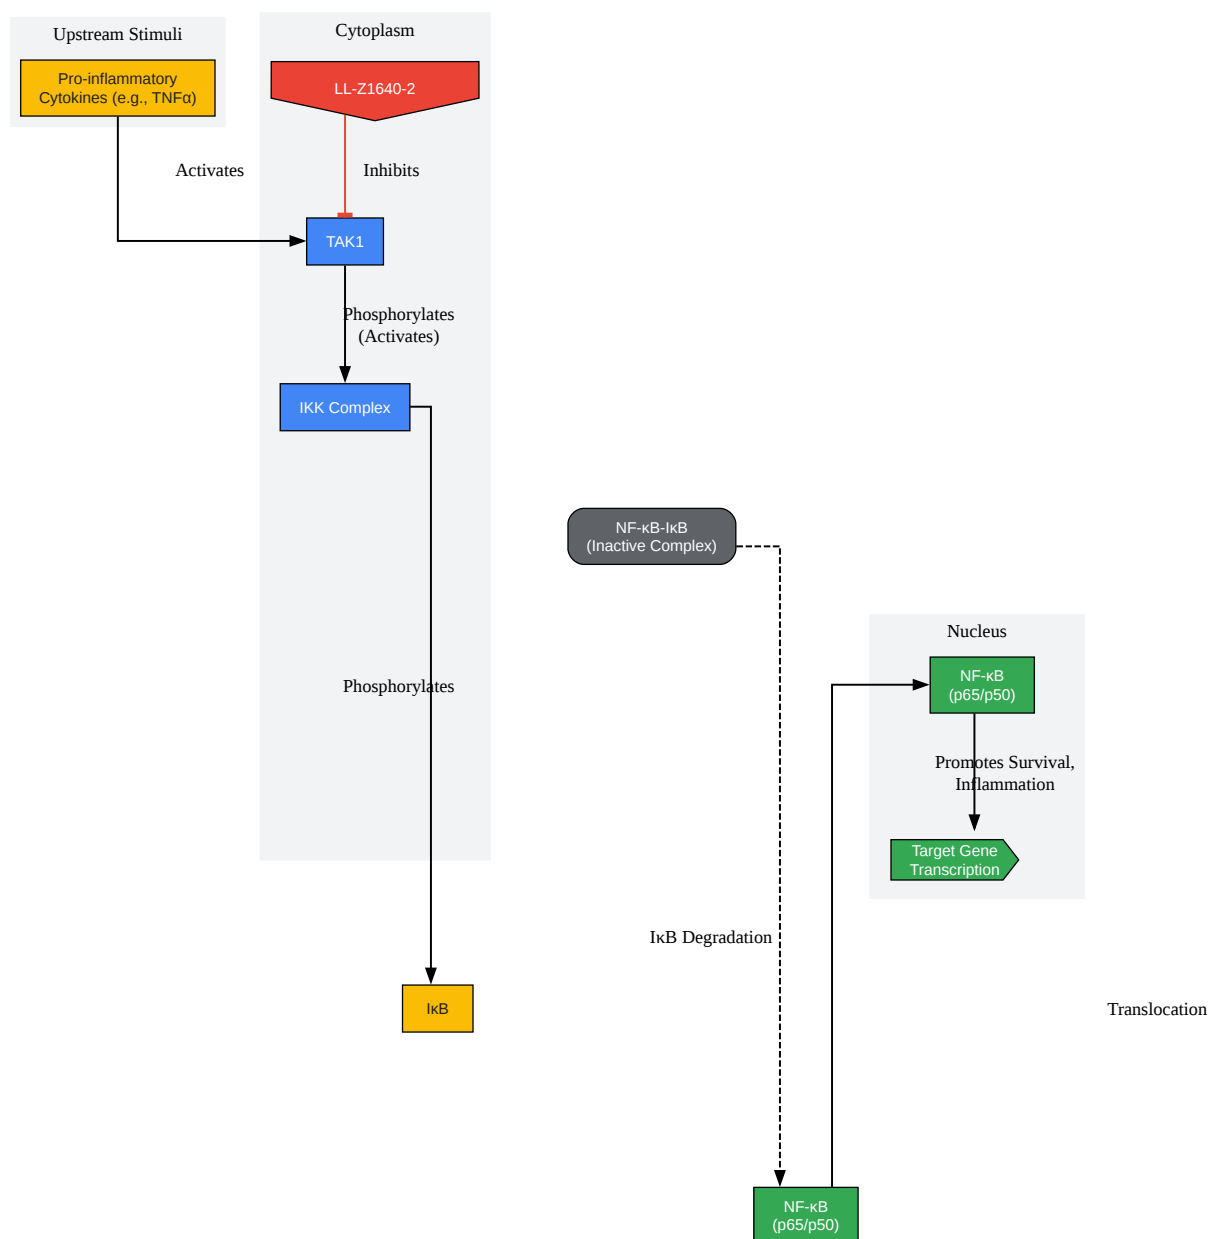 Upstream Stimuli
Pro-inflammatory
Cytokines (e.g., TNFα)
Cytoplasm
LL-Z1640-2
Activates
Inhibits
TAK1
Phosphorylates
(Activates)
IKK Complex
NF-κB-IκB
(Inactive Complex)
Nucleus
NF-κB
(p65/p50)
Phosphorylates
Promotes Survival,
Inflammation
Target Gene
Transcription
IκB Degradation
IκB
Translocation
NF-κB
(p65/p50)